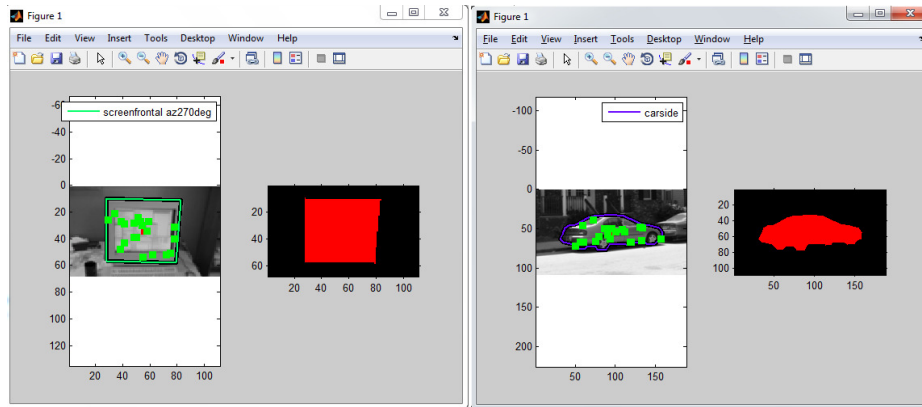 Figure 1
File Edit View Insert Tools Desktop Window Help
screenfrontal az270deg
-60
-40
-20
0
20
40
60
80
100
120
20 40 60 80 100
20
40
60
20 40 60 80 100
Figure 1
File Edit View Insert Tools Desktop Window Help
carside
-100
-50
0
50
100
150
200
50 100 150
20
40
60
80
100
50 100 150